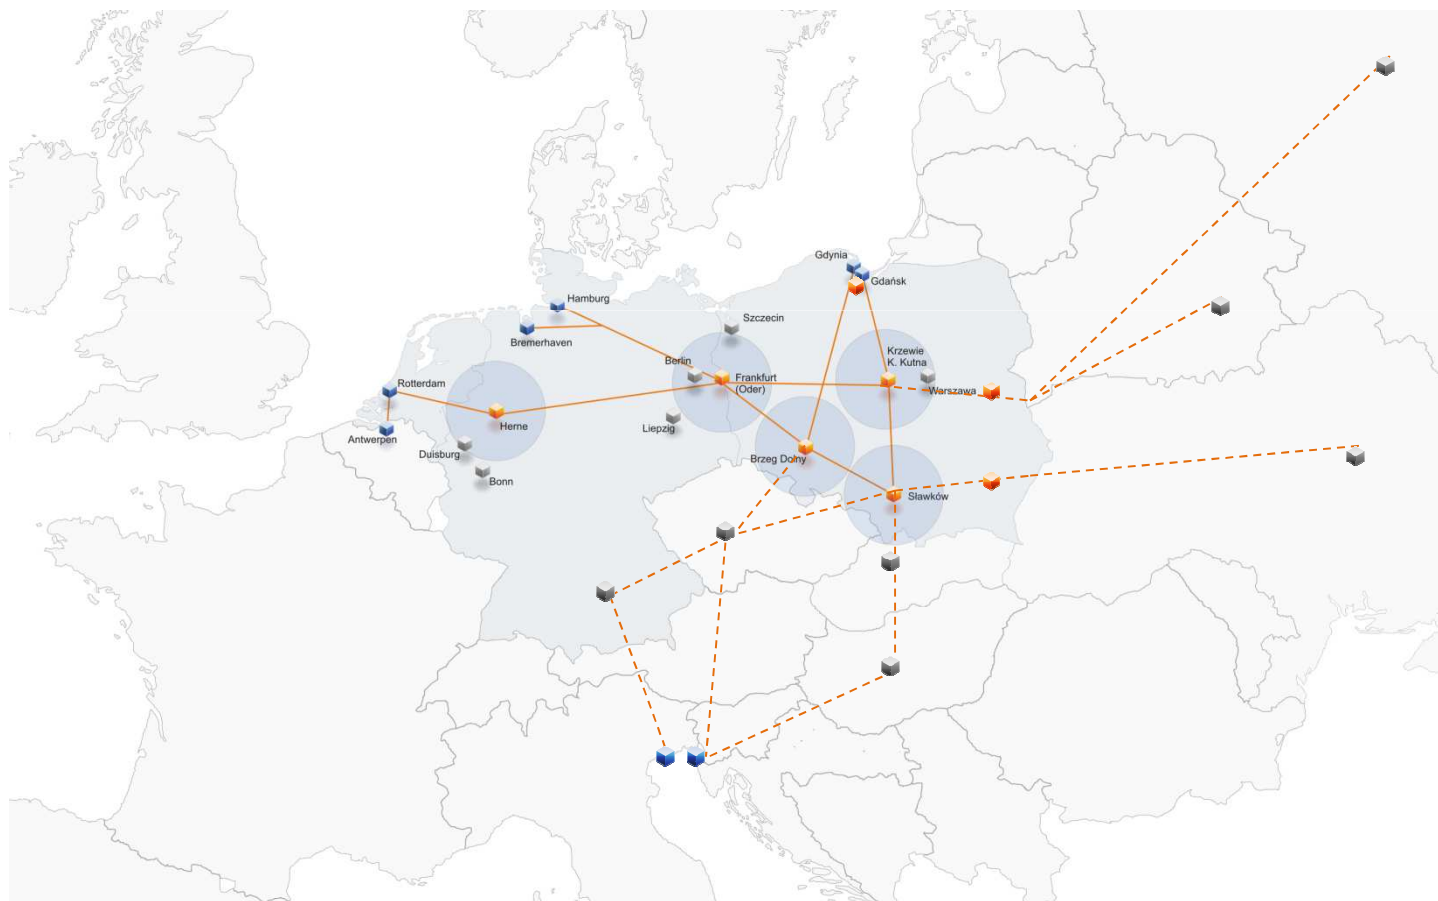 Gdynia
Gdańsk
Hamburg
Szczecin
Bremerhaven
Krzewie
K. Kutna
Berlin
Frankfurt
(Oder)
Rotterdam
Warszawa
Herne
Liepzig
Antwerpen
Duisburg
Brzeg Dolny
Bonn
Sławków